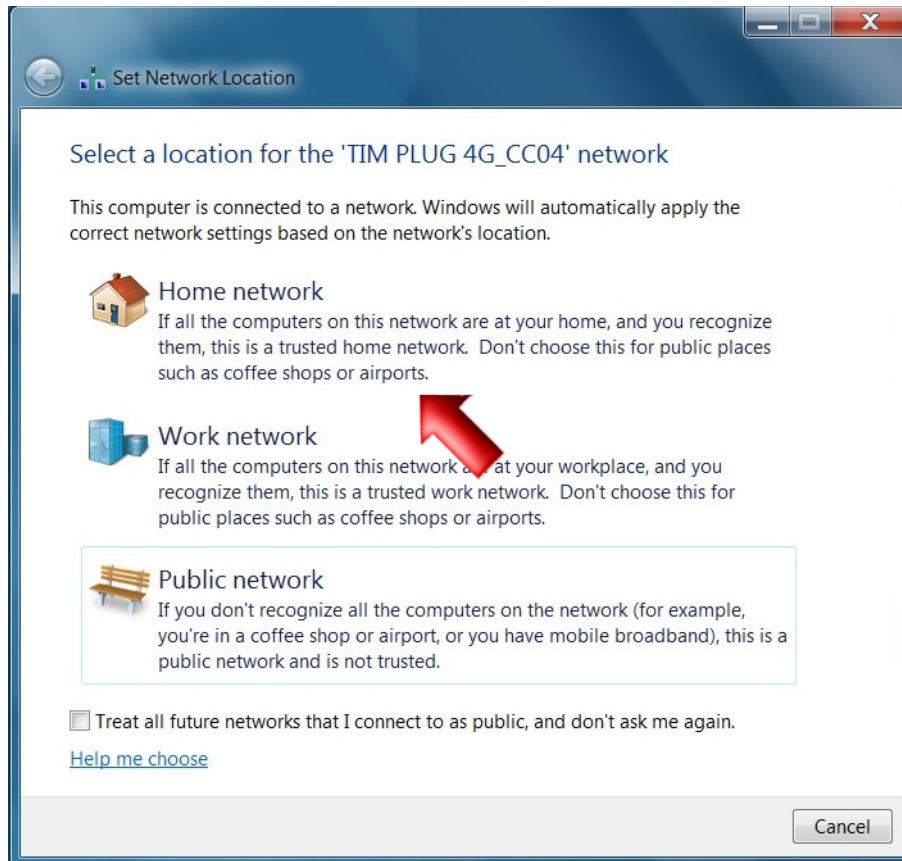 Set Network Location
Select a location for the 'TIM PLUG 4G_CC04' network
This computer is connected to a network. Windows will automatically apply the
correct network settings based on the network's location.
Home network
If all the computers on this network are at your home, and you recognize
them, this is a trusted home network.  Don't choose this for public places
such as coffee shops or airports.
Work network
If all the computers on this network at your workplace, and you
recognize them, this is a trusted work network.  Don't choose this for
public places such as coffee shops or airports.
Public network
If you don't recognize all the computers on the network (for example,
you're in a coffee shop or airport, or you have mobile broadband), this is a
public network and is not trusted.
Treat all future networks that I connect to as public, and don't ask me again.
Help me choose
Cancel